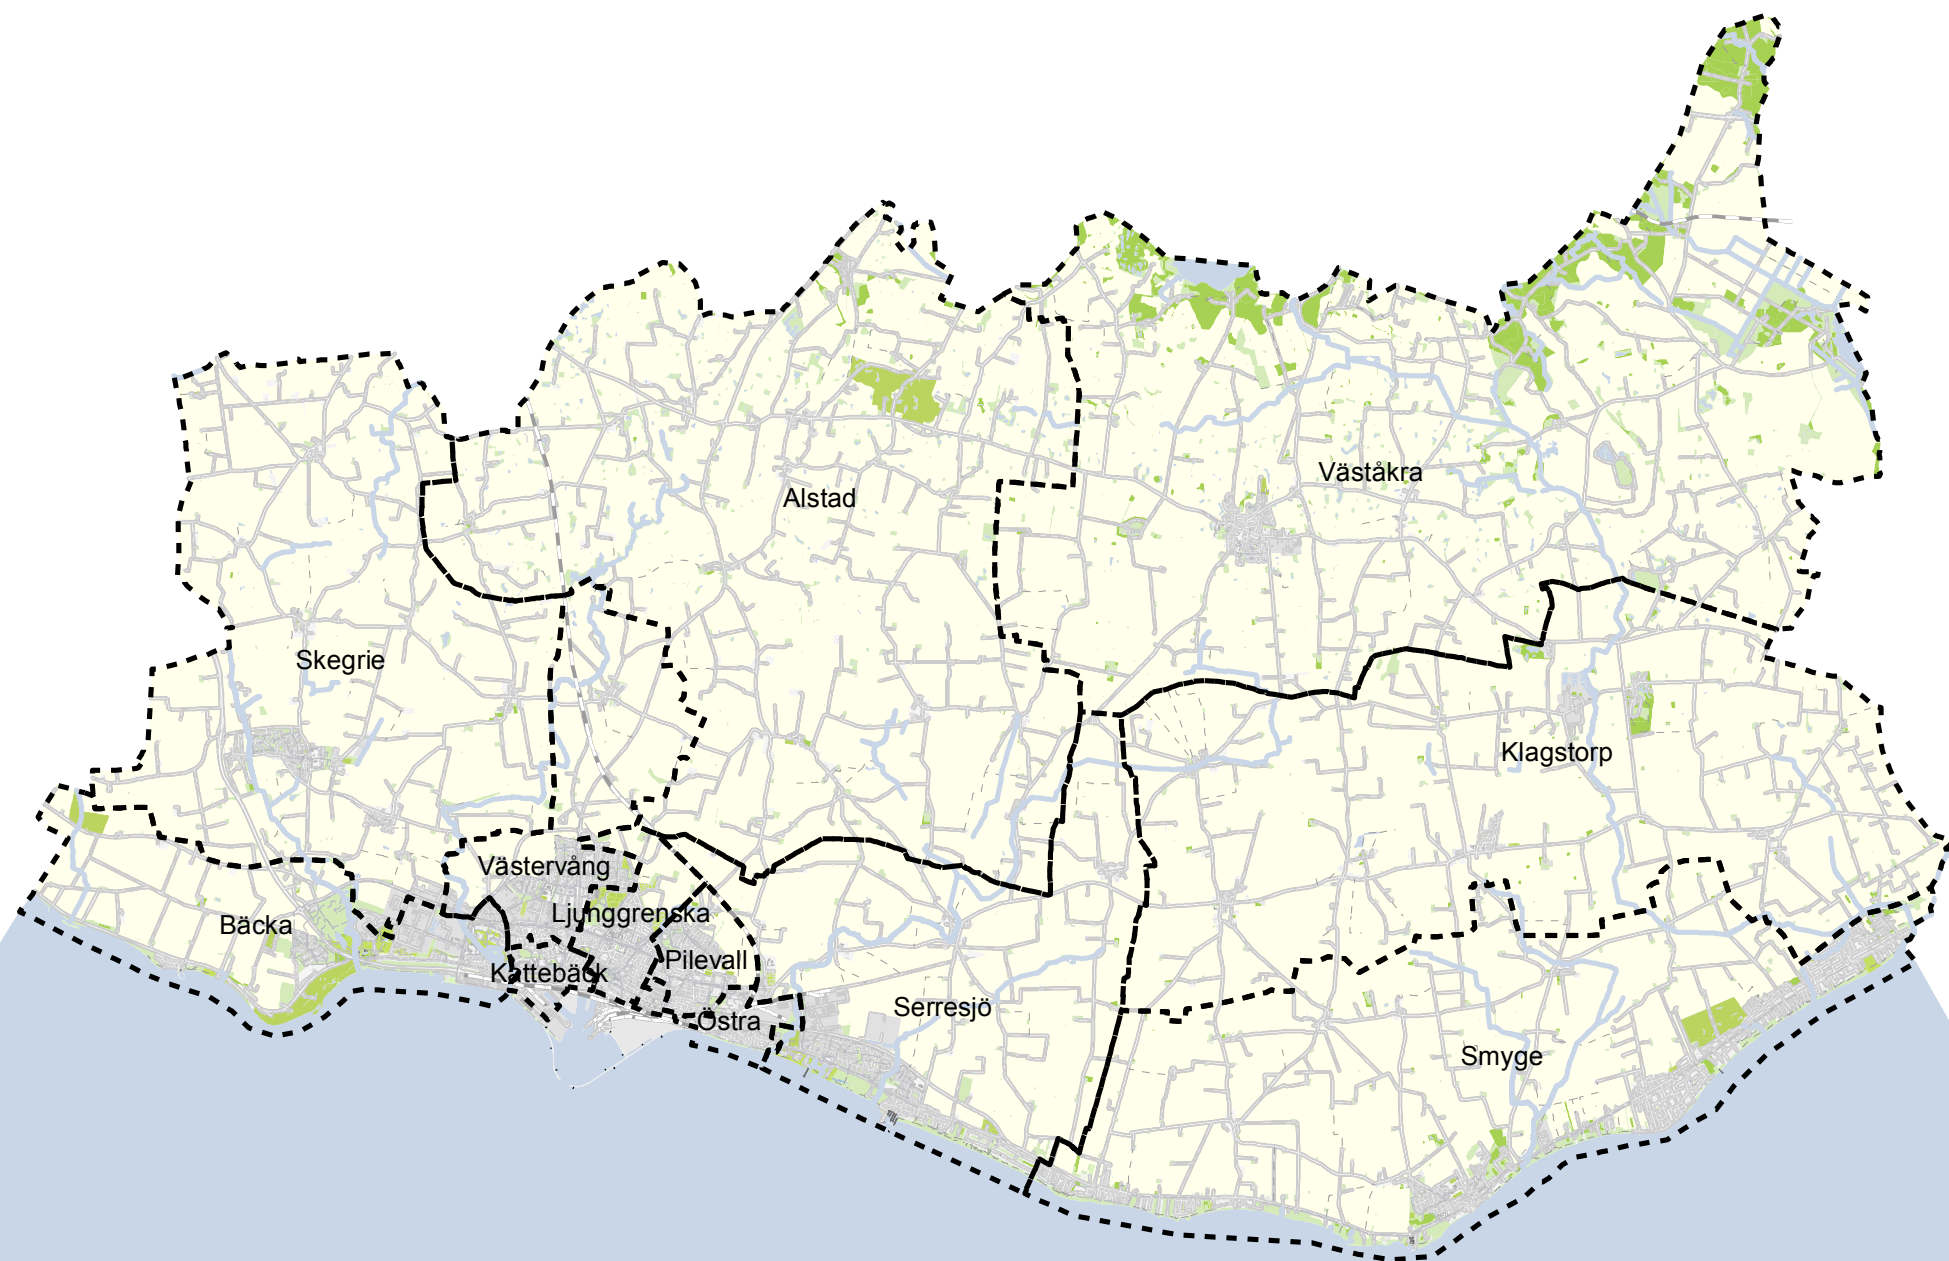 Väståkra
Alstad
Skegrie
Klagstorp
Västervång
Ljunggrenska
Bäcka
Pilevall
Kattebäck
Serresjö
Östra
Smyge